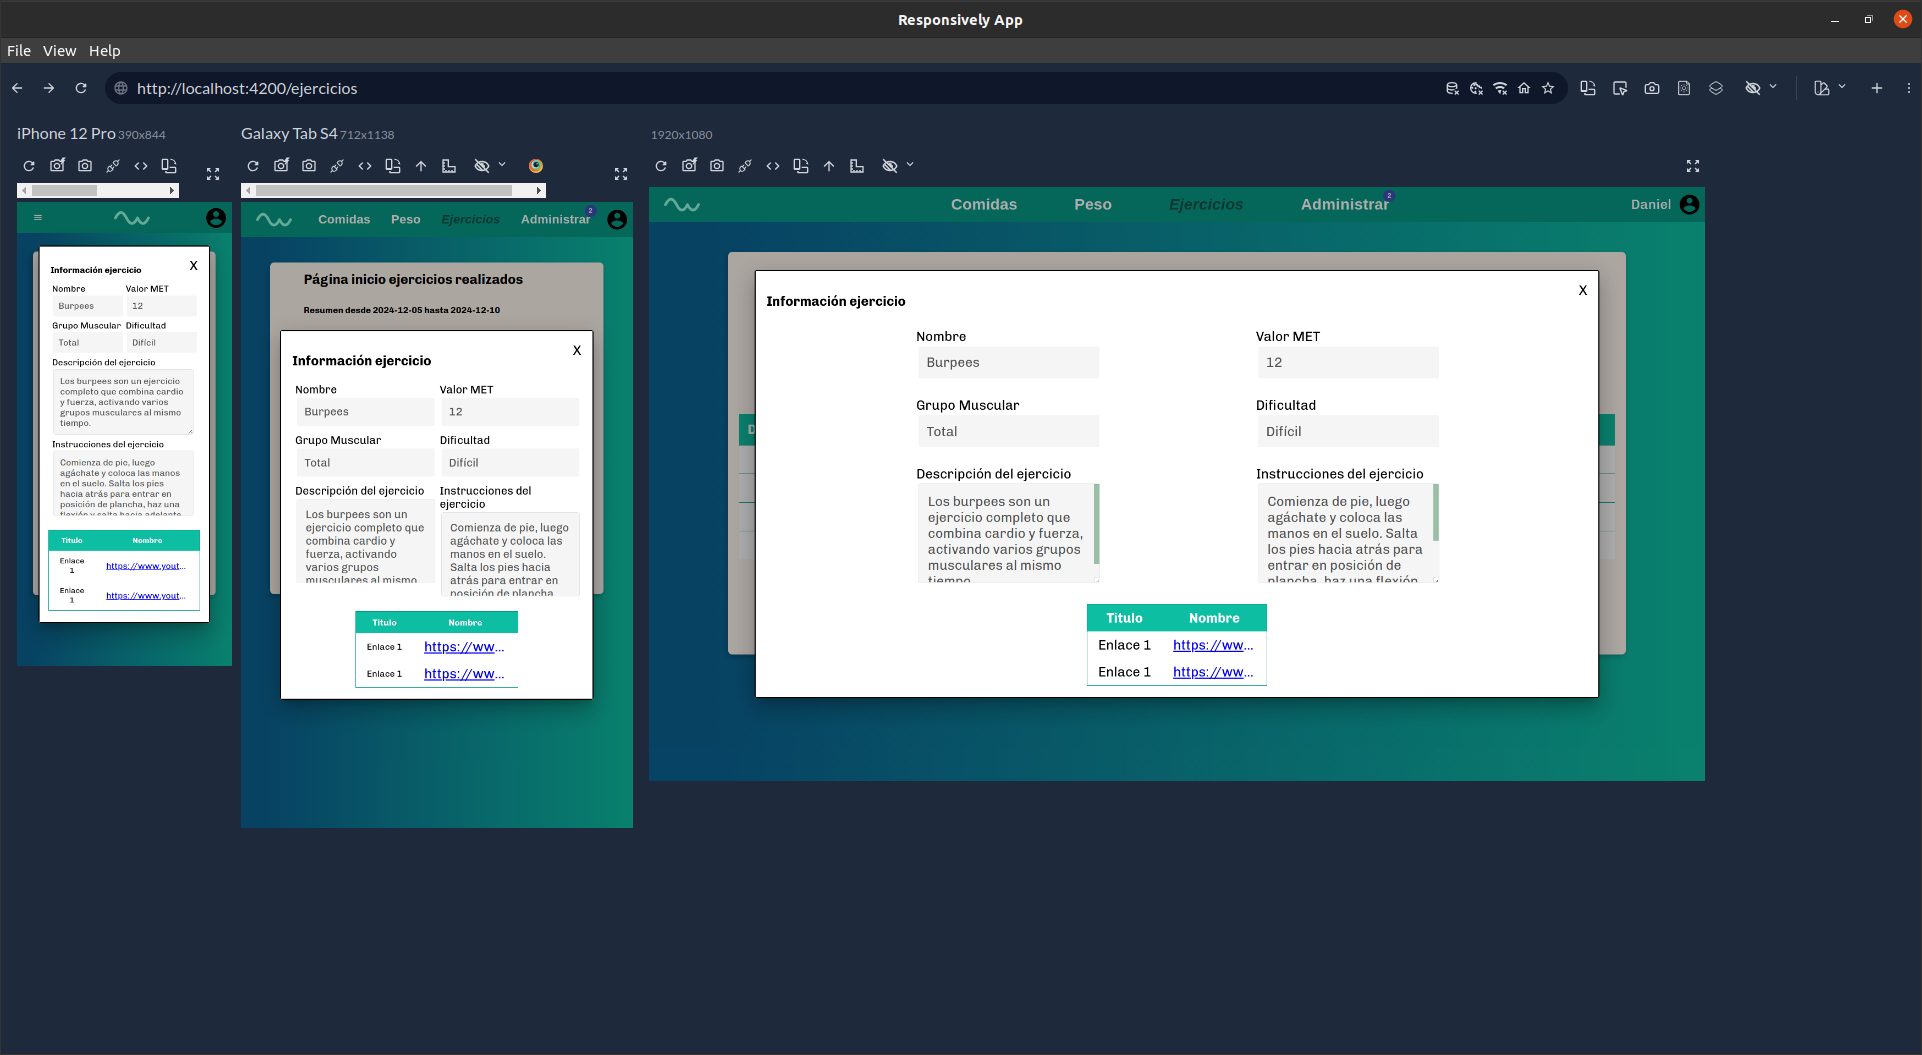 Responsively App
File View Help
http://localhost:4200/ejercicios
iPhone 12 Pro 390x844
Información ejercicio
X
Nombre Valor MET
Burpees 12
Grupo Muscular Dificultad
Total Difícil
Descripción del ejercicio
Los burpees son un ejercicio
completo que combina cardio
y fuerza, activando varios
grupos musculares al mismo
tiempo.
Instrucciones del ejercicio
Comienza de pie, luego
agáchate y coloca las manos
en el suelo. Salta los pies
hacia atrás para entrar en
posición de plancha, haz una
flexión y salta hacia adelante
Titulo Nombre
Enlace
1
https://www.yout...
Enlace
1
https://www.yout...
Galaxy Tab S4 712x1138
Comidas Peso Ejercicios Administrar 2
Página inicio ejercicios realizados
Resumen desde 2024-12-05 hasta 2024-12-10
X
Información ejercicio
Nombre Valor MET
Burpees 12
Grupo Muscular Dificultad
Total Difícil
Descripción del ejercicio
Los burpees son un
ejercicio completo que
combina cardio y
fuerza, activando
varios grupos
musculares al mismo
Instrucciones del
ejercicio
Comienza de pie, luego
agáchate y coloca las
manos en el suelo.
Salta los pies hacia
atrás para entrar en
posición de plancha
Titulo Nombre
Enlace 1 https://ww...
Enlace 1 https://ww...
1920x1080
Comidas Peso Ejercicios Administrar 2 Daniel
X
Información ejercicio
D
Nombre Valor MET
Burpees 12
Grupo Muscular Dificultad
Total Difícil
Descripción del ejercicio
Los burpees son un
ejercicio completo que
combina cardio y fuerza,
activando varios grupos
musculares al mismo
tiempo
Instrucciones del ejercicio
Comienza de pie, luego
agáchate y coloca las
manos en el suelo. Salta
los pies hacia atrás para
entrar en posición de
plancha, haz una flexión
Titulo Nombre
Enlace 1 https://ww...
Enlace 1 https://ww...